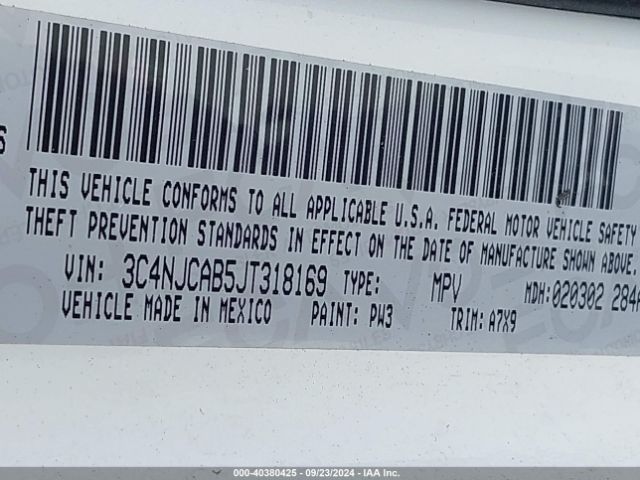 THIS VEHICLE CONFORMS TO ALL APPLICABLE U.S.A. FEDERAL MOTOR VEHICLE SAFETY
THEFT PREVENTION STANDARDS IN EFFECT ON THE DATE OF MANUFACTURE SHOWN ABOVE.
VIN: 3C4NJCAB5JT318169 TYPE: MPV MDH:020302 284
VEHICLE MADE IN MEXICO PAINT: PW3 TRIM: A7X9
000-40380425 - 09/23/2024 - IAA Inc.